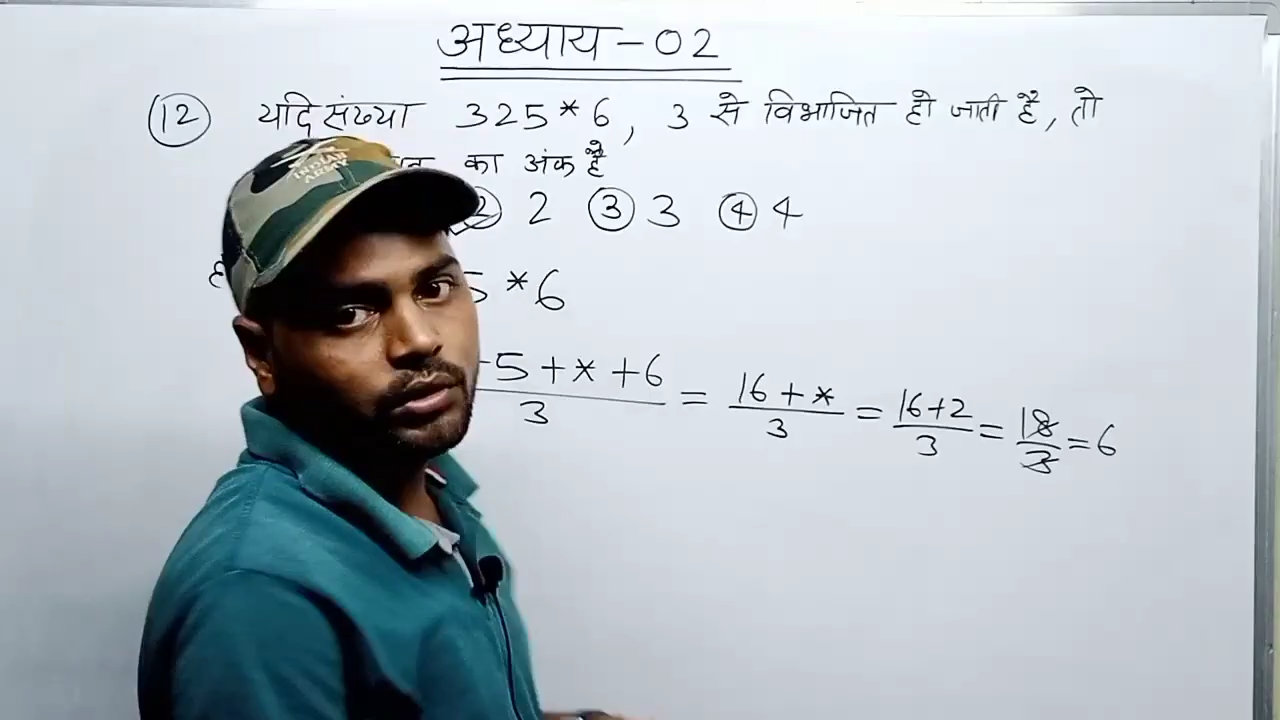 अध्याय - 02
(12) यदि संख्या 325*6, 3 से विभाजित हो जाती है, तो
का अंक है
(2) 2 (3) 3 (4) 4
5 *6
5+*+6/3 = 16+*/3 = 16+2/3 = 18/3 = 6
INDIAN
ARMY